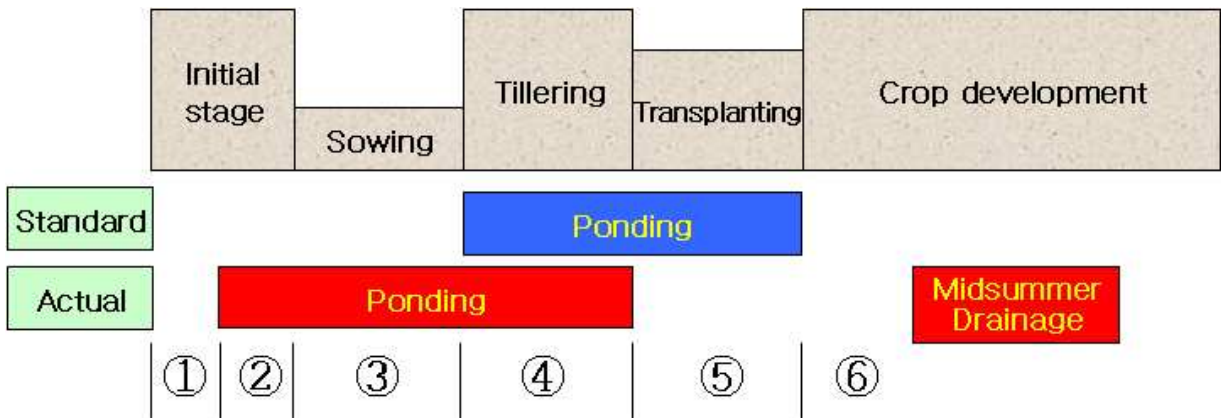 Initial
stage
Sowing
Tillering
Transplanting
Crop development
Standard
Ponding
Actual
Ponding
Midsummer
Drainage
① ② ③ ④ ⑤ ⑥